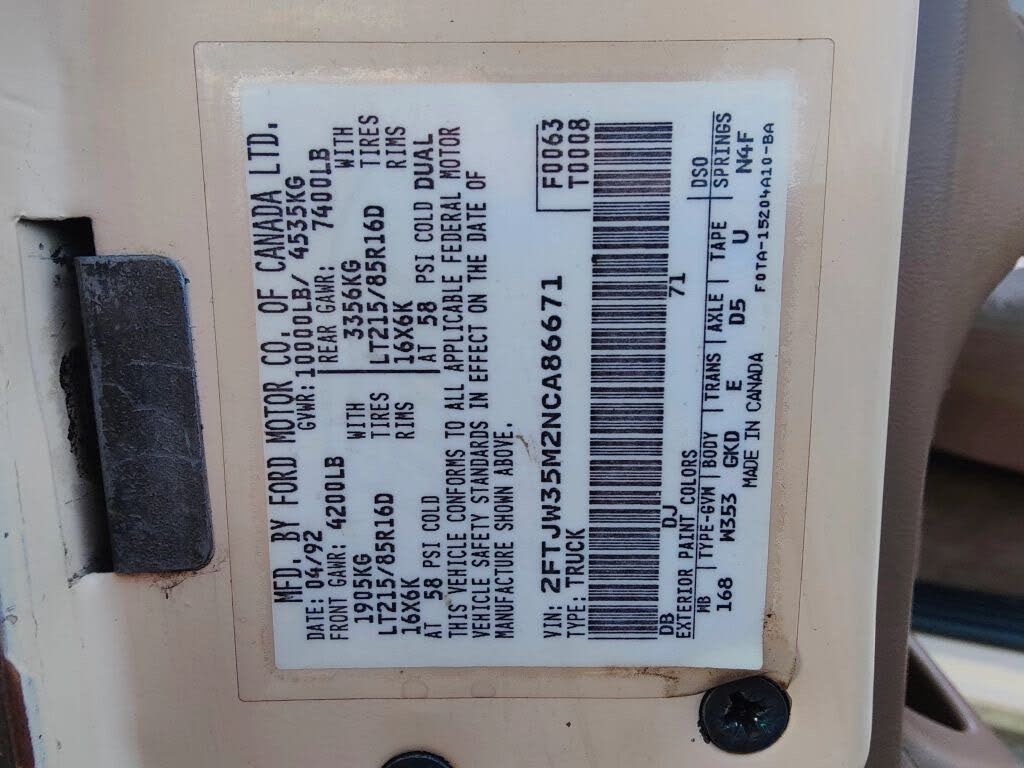 MFD. BY FORD MOTOR CO. OF CANADA LTD.
DATE: 04/92 GVWR: 10000LB/ 4535KG
FRONT GAWR: 4200LB
1905KG WITH
LT215/85R16D TIRES
16X6K RIMS
AT 58 PSI COLD
REAR GAWR: 7400LB
3356KG WITH
LT215/85R16D TIRES
16X6K RIMS
AT 58 PSI COLD DUAL
THIS VEHICLE CONFORMS TO ALL APPLICABLE FEDERAL MOTOR
VEHICLE SAFETY STANDARDS IN EFFECT ON THE DATE OF
MANUFACTURE SHOWN ABOVE.
VIN: 2FTJW35M2NCA86671 F0063
TYPE: TRUCK T0008
DB DJ 71
EXTERIOR PAINT COLORS DSO
MB TYPE-GVW BODY TRANS AXLE TAPE SPRINGS
168 W353 GKD E D5 U N4F
MADE IN CANADA F0TA-15204A10-BA